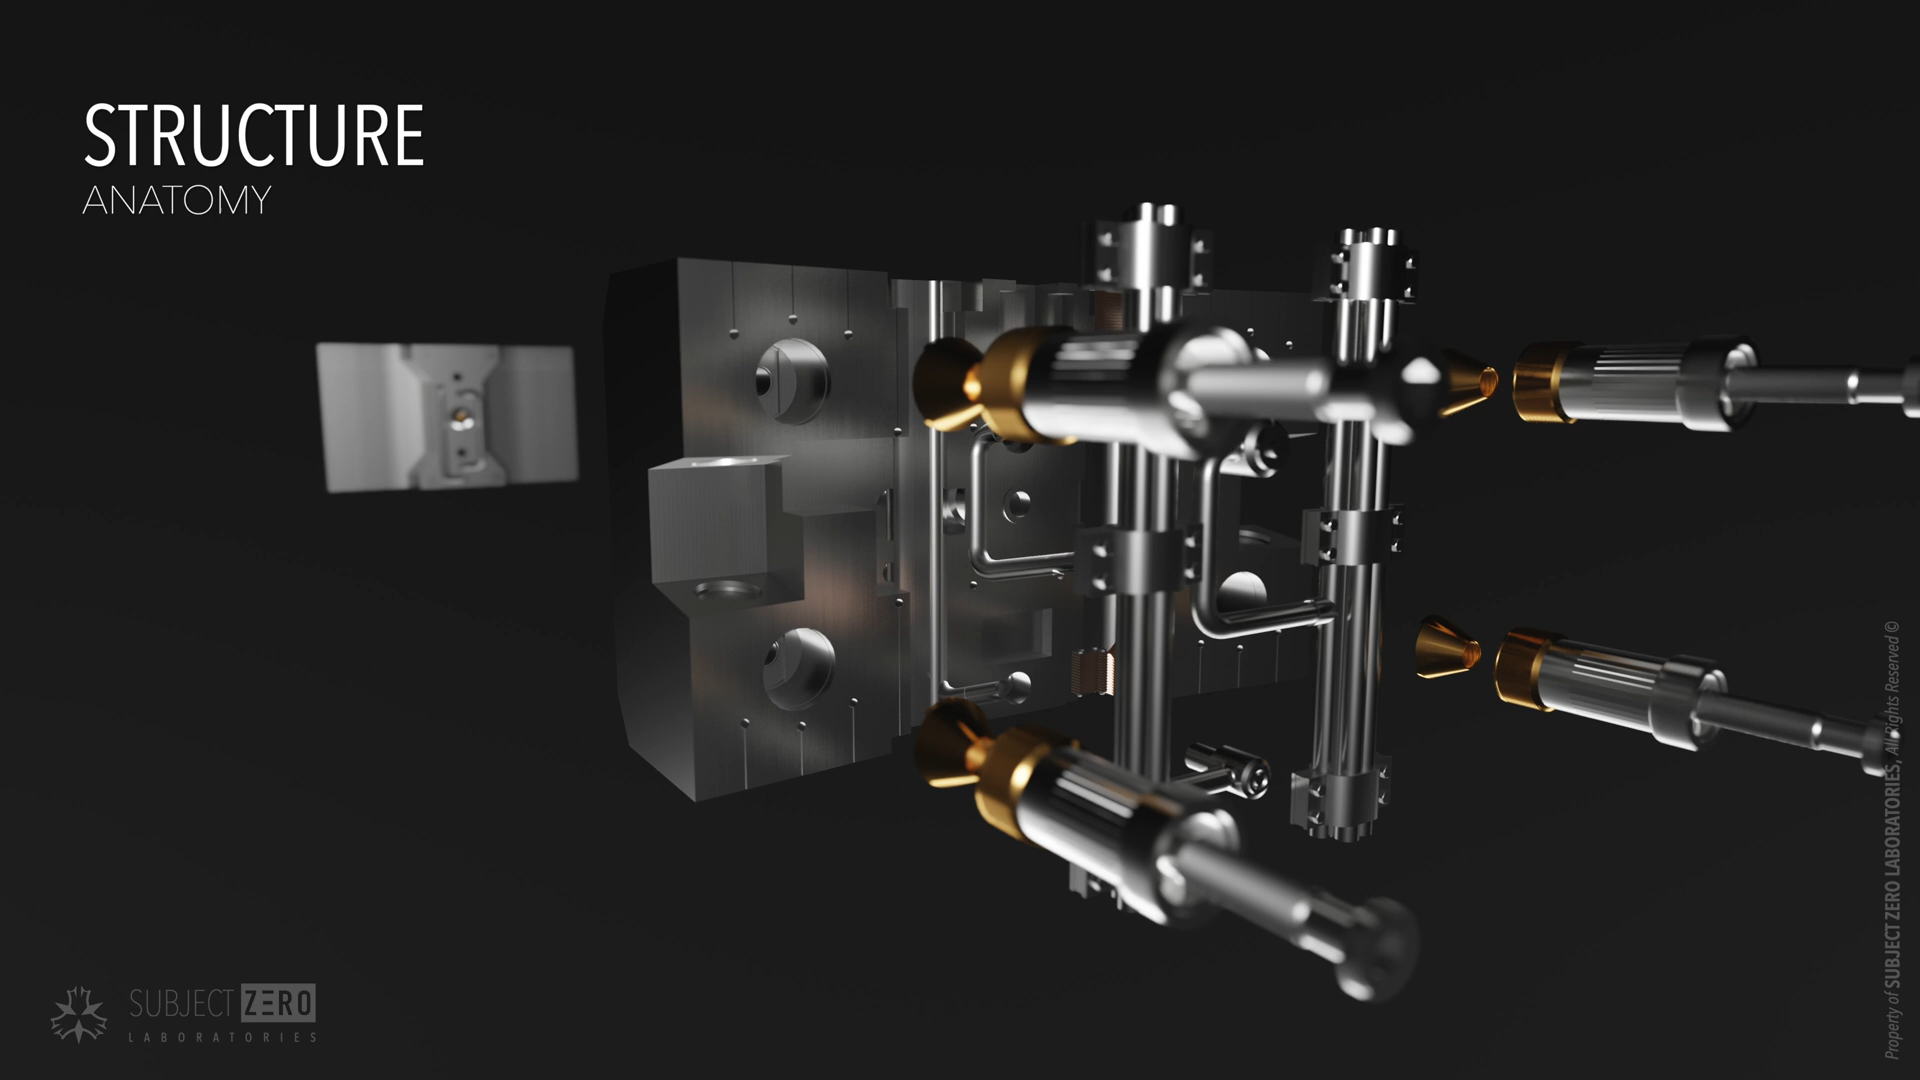 STRUCTURE
ANATOMY
SUBJECT ZERO
LABORATORIES
Property of SUBJECT ZERO LABORATORIES, All Rights Reserved ©